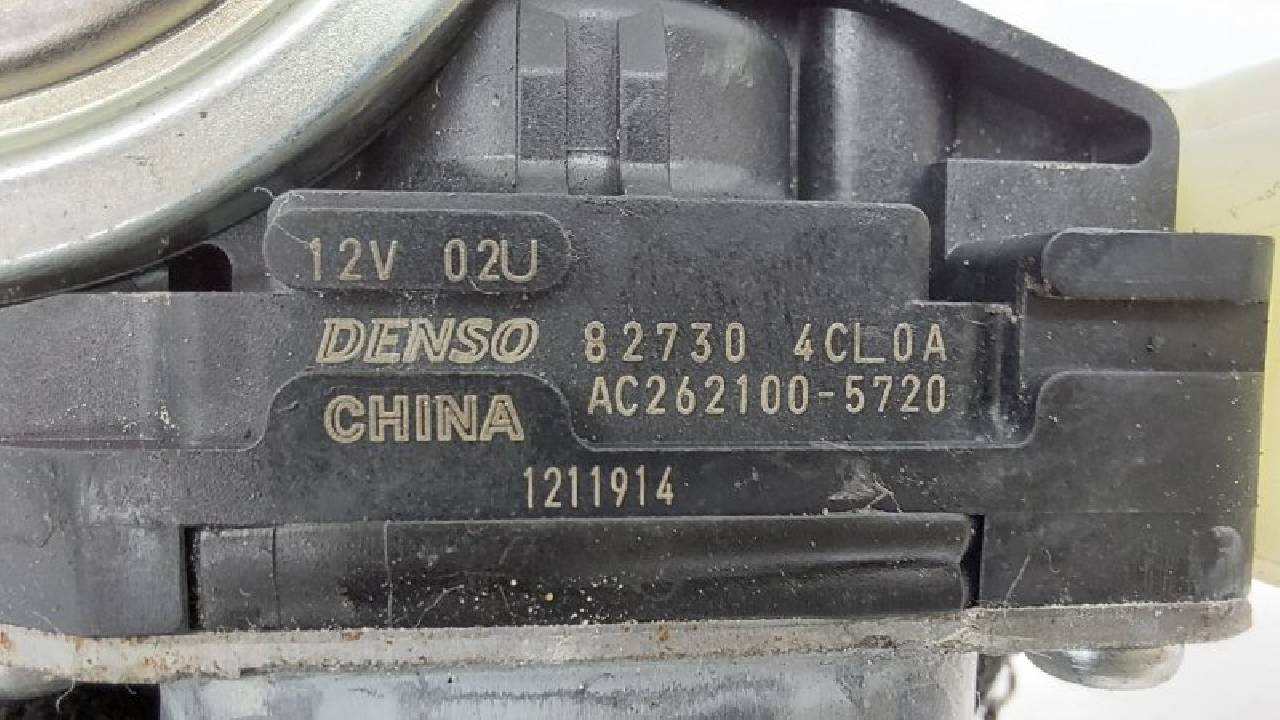 12V 02U
DENSO 82730 4CL0A
CHINA AC262100-5720
1211914